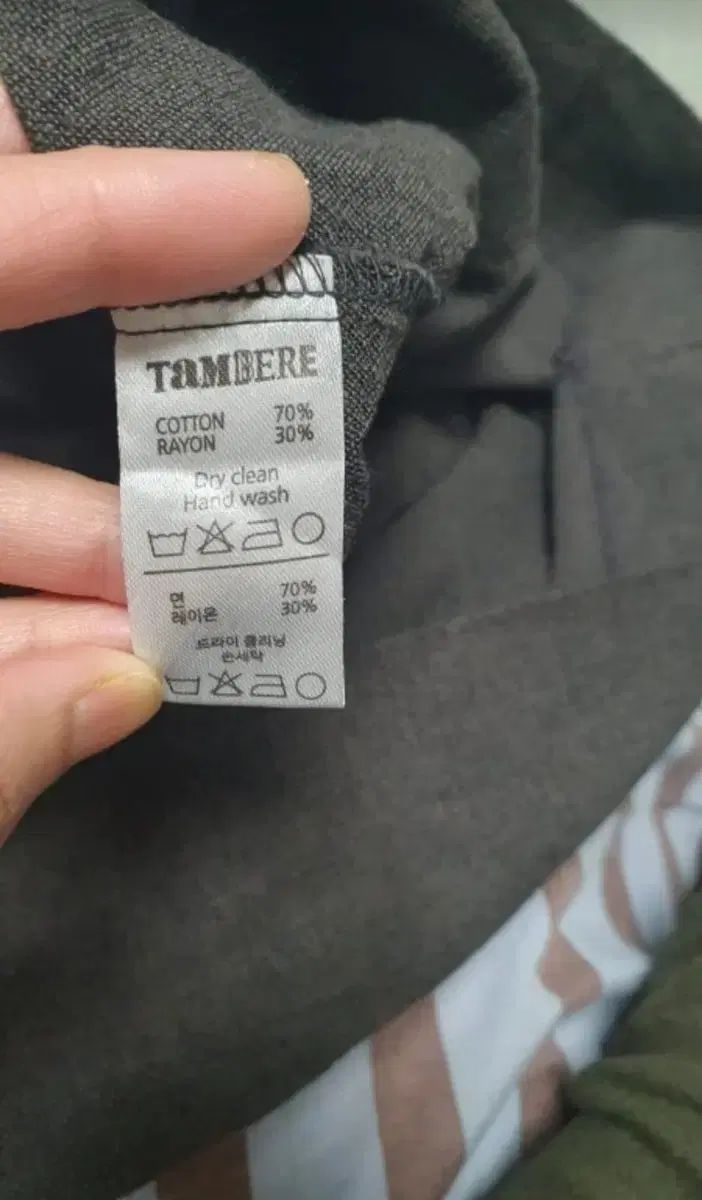 TamBERE
COTTON 70%
RAYON 30%
Dry clean
Hand wash
면 70%
레이온 30%
드라이 클리닝
손세탁